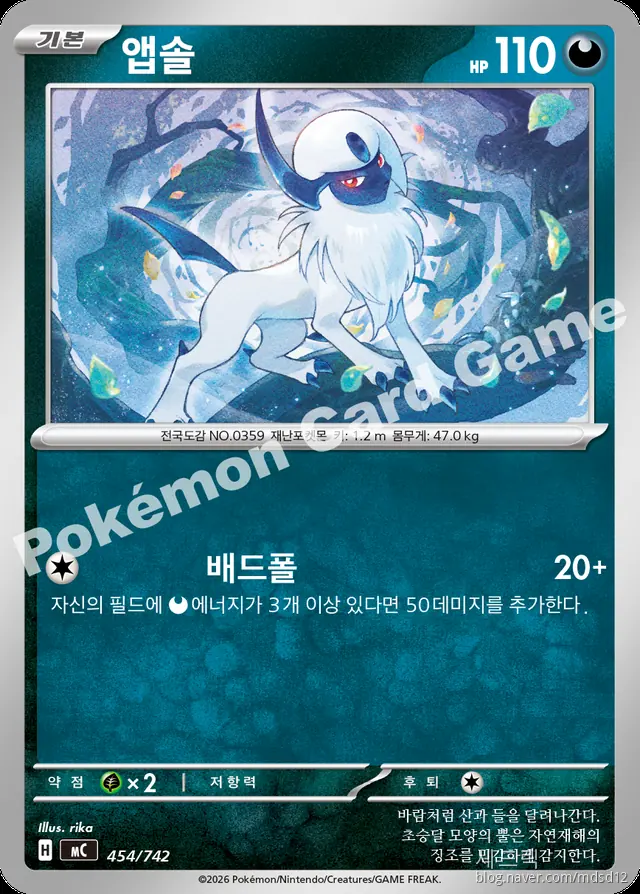 기본 앱솔 HP 110
전국도감 NO.0359 재난포켓몬 키: 1.2 m 몸무게: 47.0 kg
Pokémon Card Game
배드폴 20+
자신의 필드에 에너지가 3개 이상 있다면 50데미지를 추가한다.
약점 ×2 저항력 후퇴
Illus. rika
H mC 454/742
바람처럼 산과 들을 달려나간다.
초승달 모양의 뿔은 자연재해의
징조를 민감하게 감지한다.
©2026 Pokémon/Nintendo/Creatures/GAME FREAK.
blog.naver.com/mdsd12